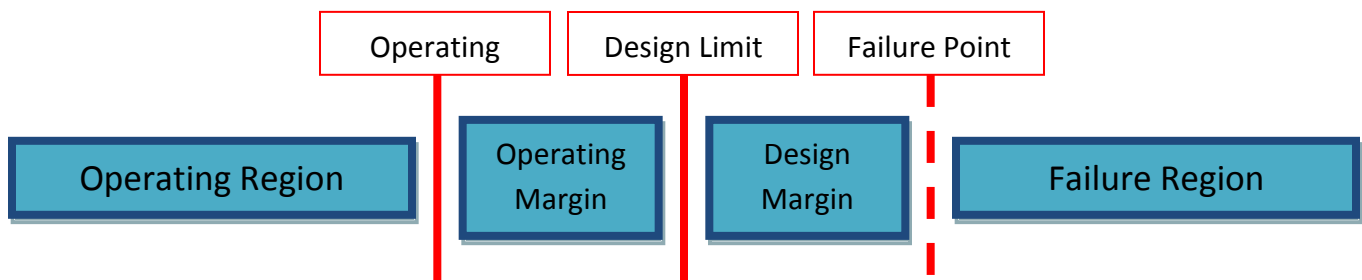 Operating
Design Limit
Failure Point
Operating Region
Operating
Margin
Design
Margin
Failure Region